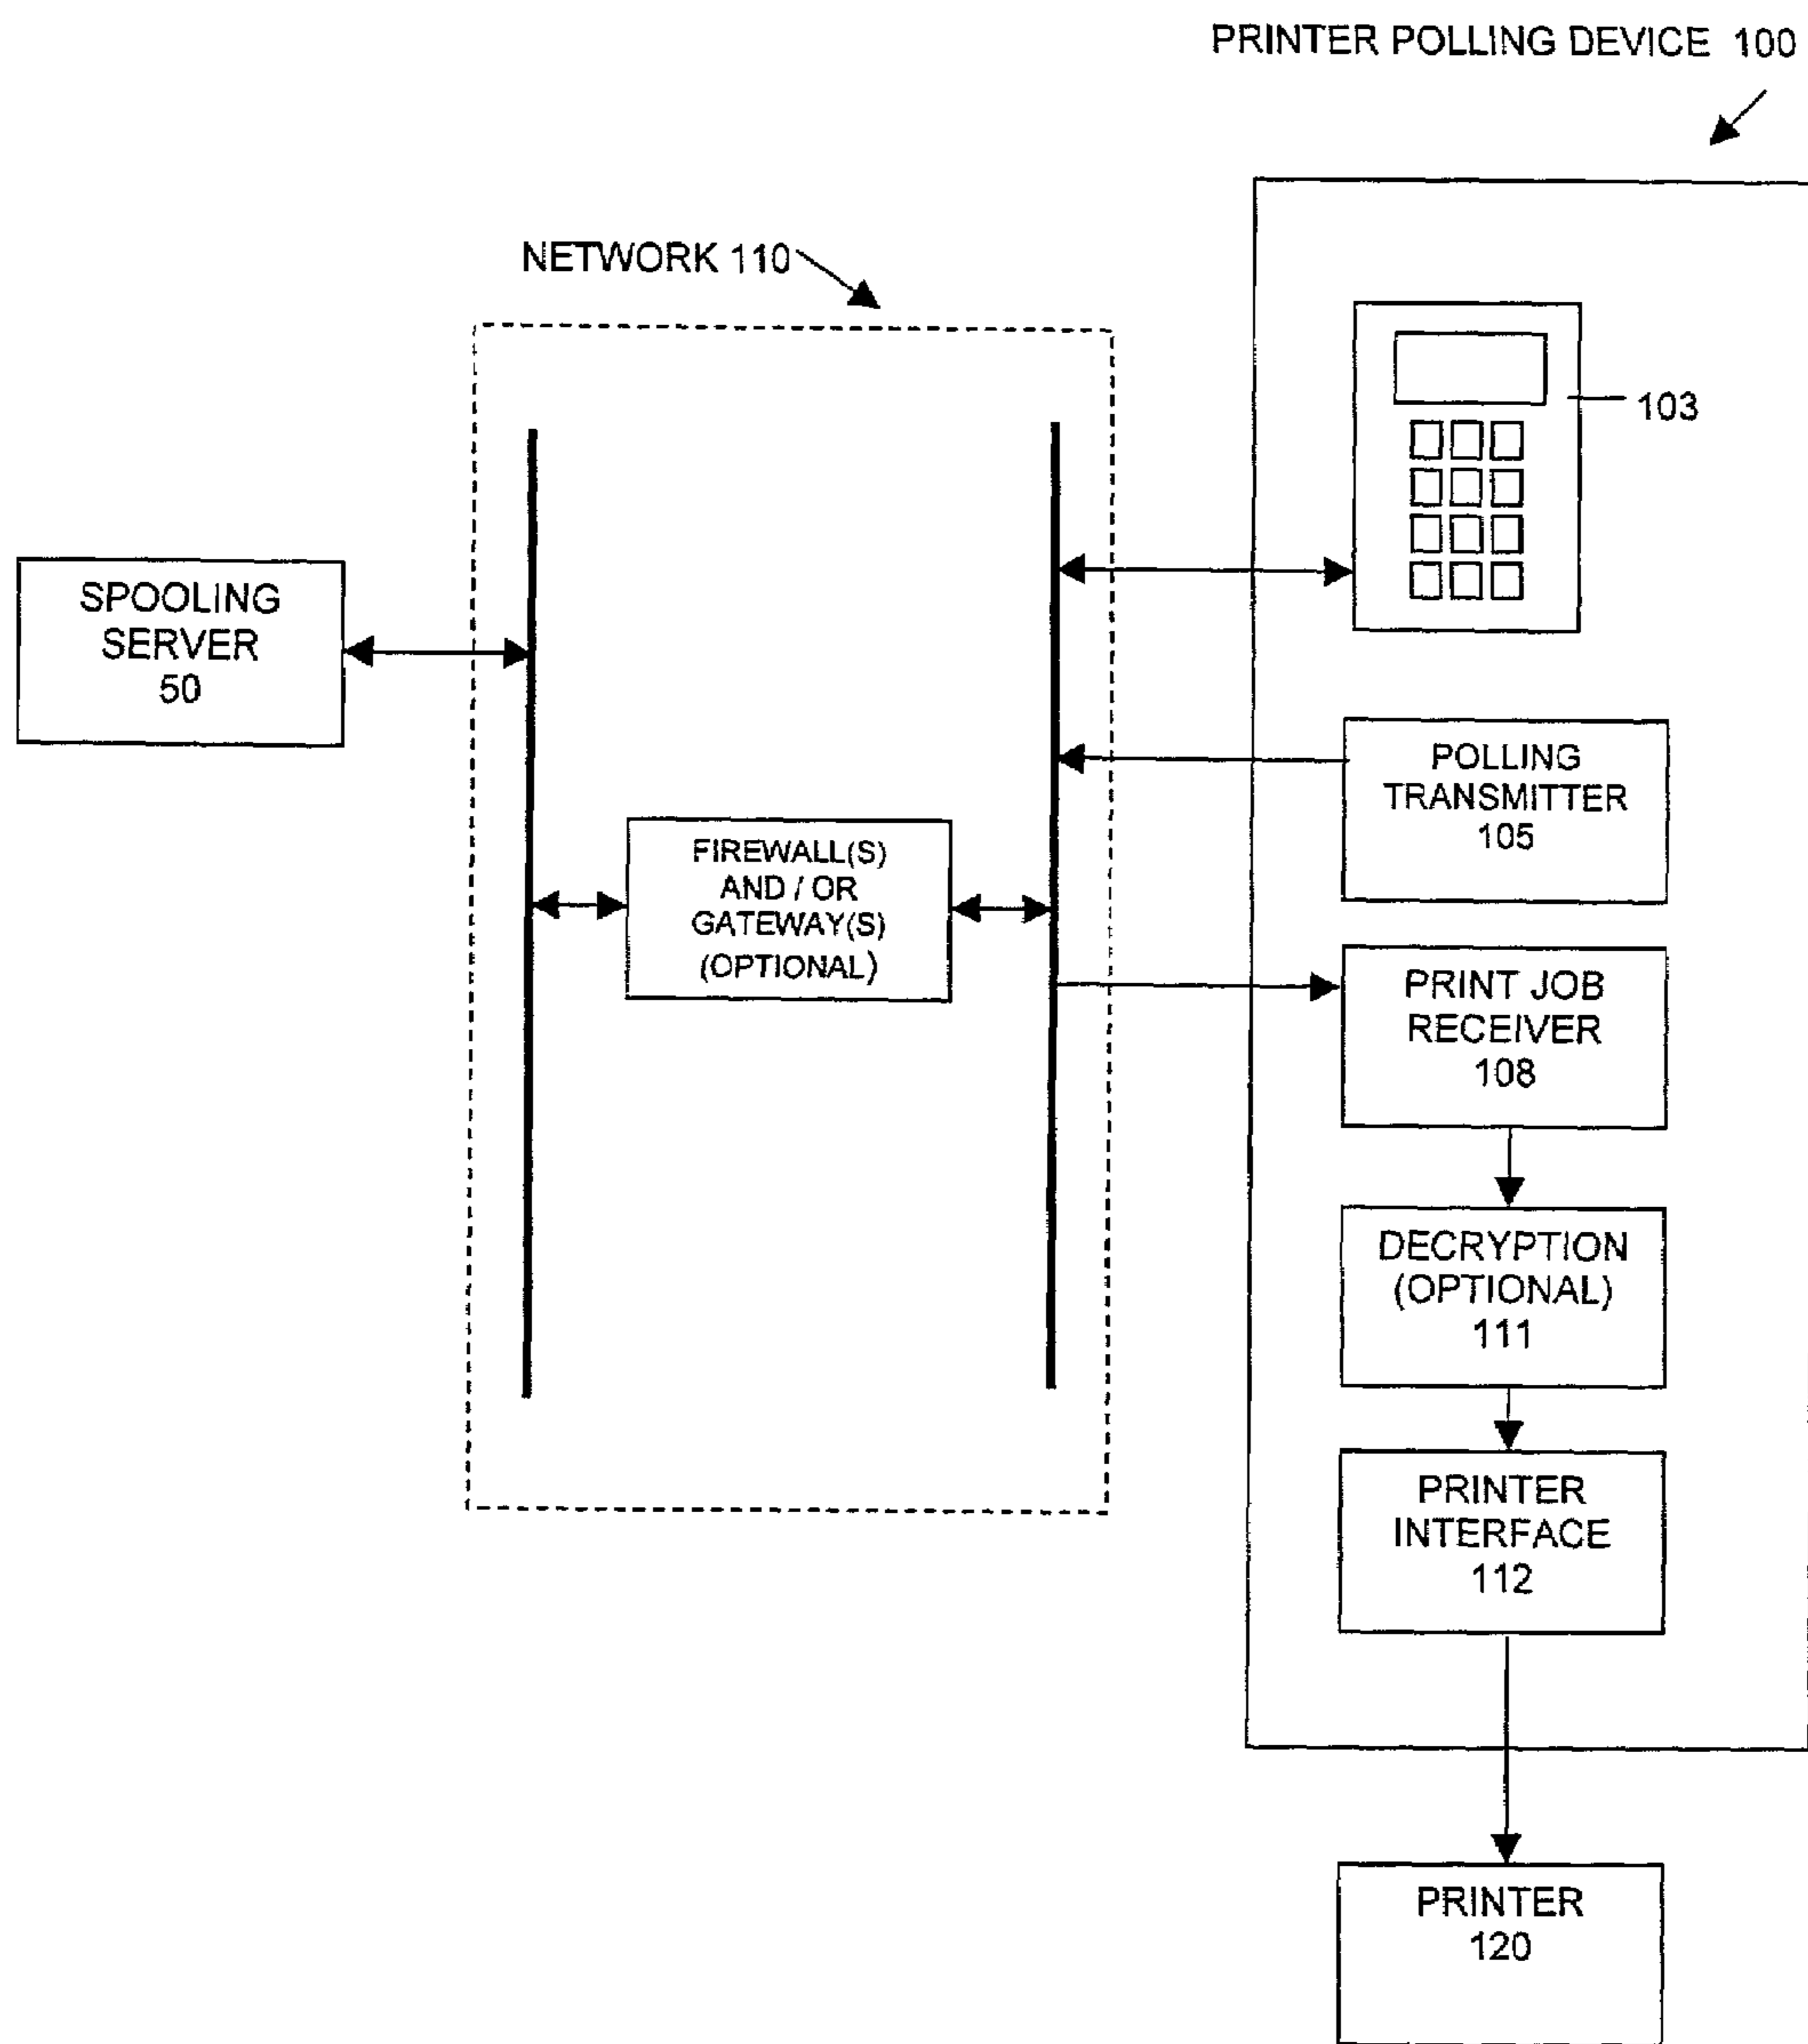 PRINTER POLLING DEVICE 100
NETWORK 110
103
SPOOLING
SERVER
50
POLLING
TRANSMITTER
105
FIREWALL(S)
AND / OR
GATEWAY(S)
(OPTIONAL)
PRINT JOB
RECEIVER
108
DECRYPTION
(OPTIONAL)
111
PRINTER
INTERFACE
112
PRINTER
120